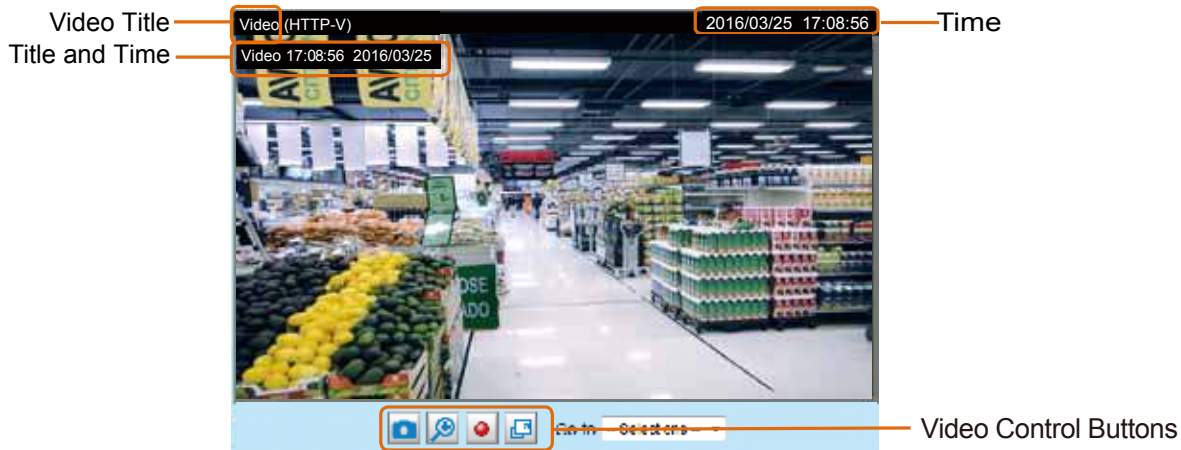 Video Title
Video (HTTP-V)
2016/03/25 17:08:56
Time
Title and Time
Video 17:08:56 2016/03/25
Video Control Buttons